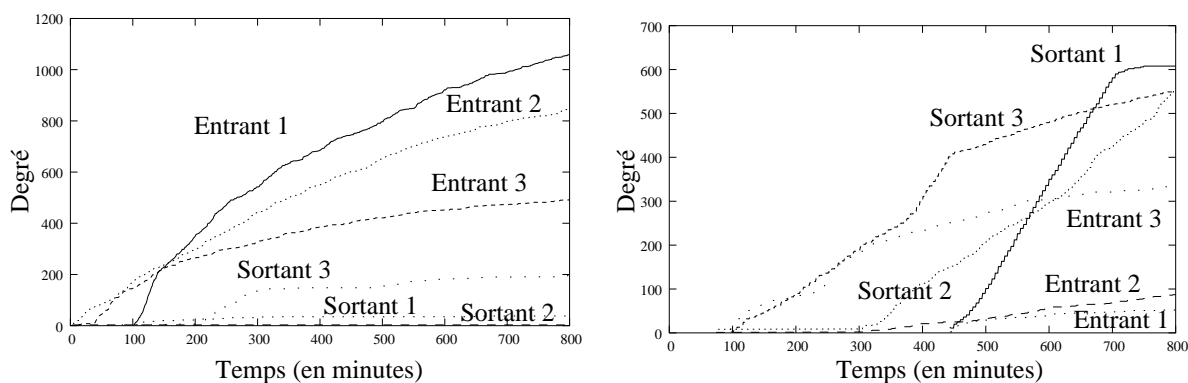 1200
1000
800
600
400
200
0
Degré
Entrant 1
Entrant 2
Entrant 3
Sortant 3
Sortant 1
Sortant 2
0 100 200 300 400 500 600 700 800
Temps (en minutes)
700
600
500
400
300
200
100
0
Degré
Sortant 1
Sortant 3
Entrant 3
Sortant 2
Entrant 2
Entrant 1
0 100 200 300 400 500 600 700 800
Temps (en minutes)